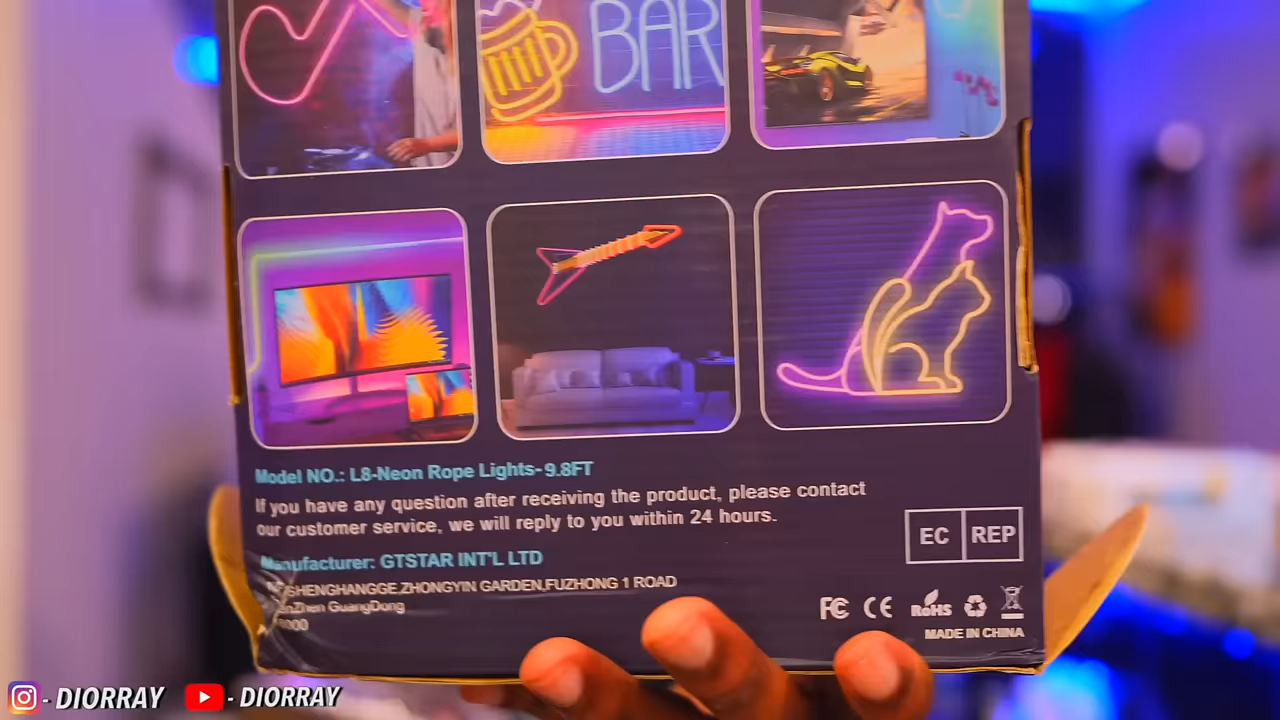 BAR
Model NO.: L8-Neon Rope Lights-9.8FT
If you have any question after receiving the product, please contact
our customer service, we will reply to you within 24 hours.
Manufacturer: GTSTAR INT'L LTD
EC REP
GARDEN,FUZHONG 1 ROAD
GuangDong
FC CE RoHS
MADE IN CHINA
- DIORRAY - DIORRAY